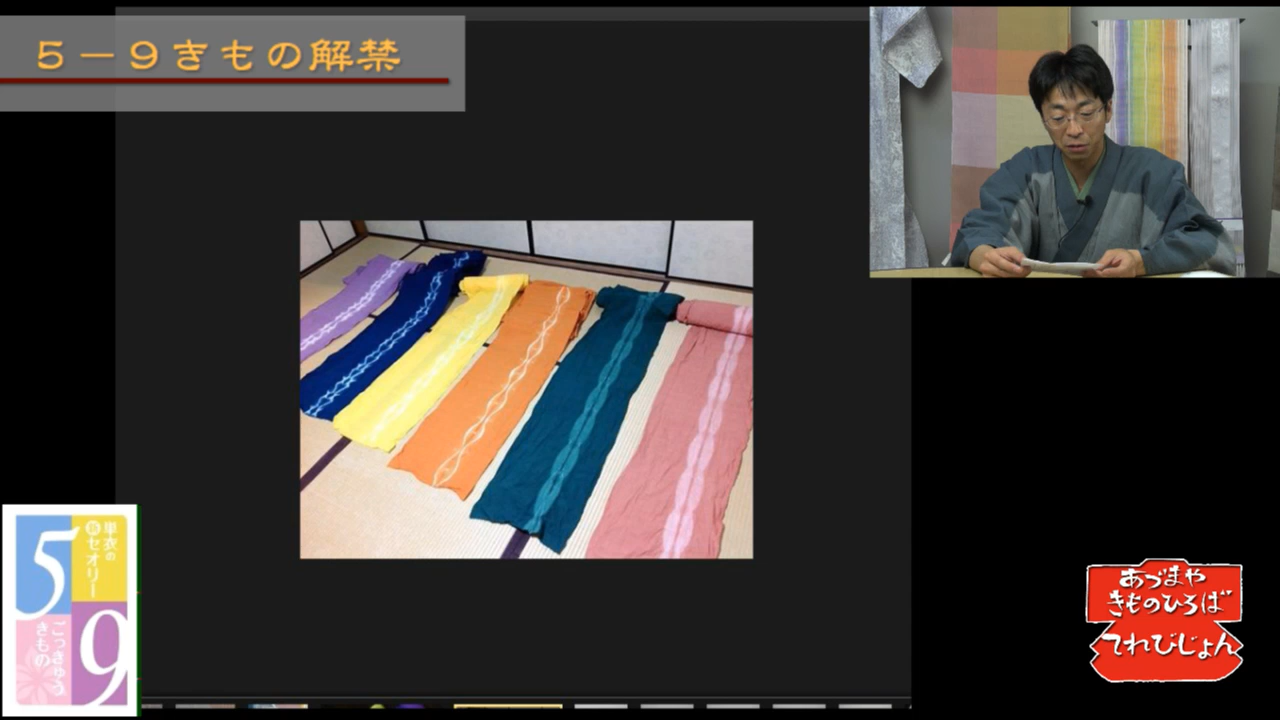 ５－９きもの解禁
単衣の
新セオリー
5
9
ごっきゅう
きもの
あづまや
きものひろば
てれびじょん